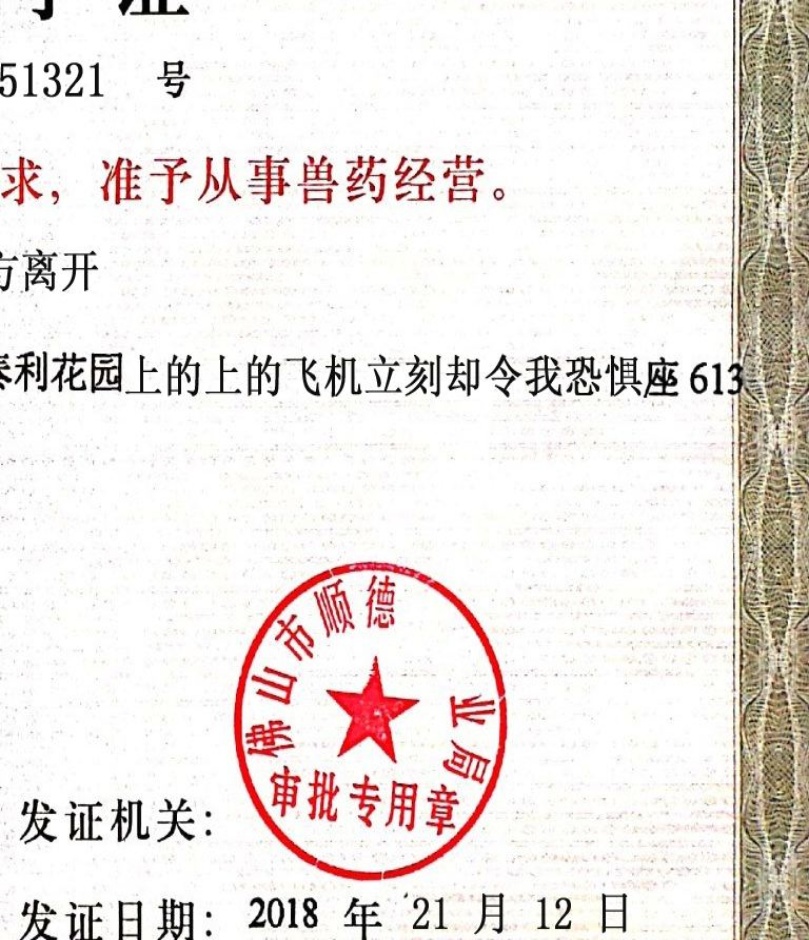 51321 号
求，准予从事兽药经营。
方离开
泰利花园上的上的飞机立刻却令我恐惧座 613
佛山市顺德
业局
审批专用章
发证机关：
发证日期：2018 年 21 月 12 日